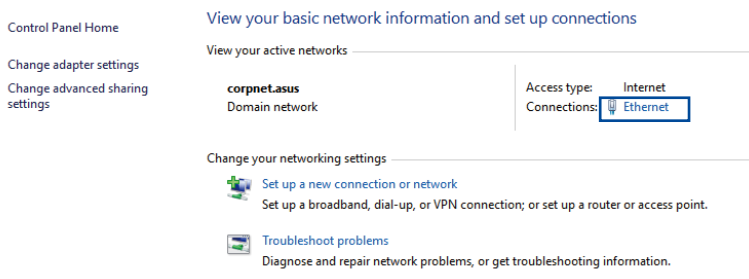 Control Panel Home
Change adapter settings
Change advanced sharing
settings
View your basic network information and set up connections
View your active networks
corpnet.asus
Domain network
Access type: Internet
Connections: Ethernet
Change your networking settings
Set up a new connection or network
Set up a broadband, dial-up, or VPN connection; or set up a router or access point.
Troubleshoot problems
Diagnose and repair network problems, or get troubleshooting information.